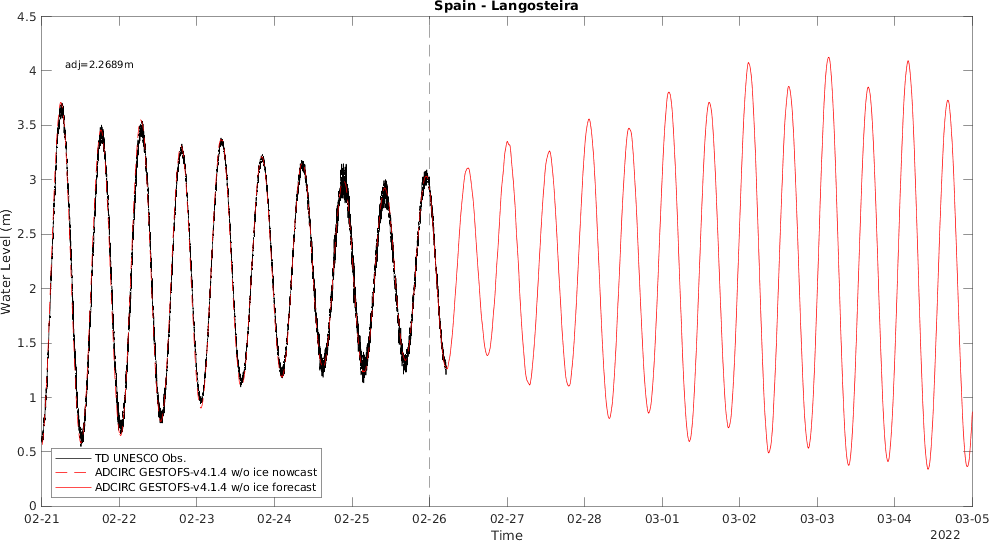 Spain - Langosteira
4.5
4
3.5
3
2.5
2
1.5
1
0.5
0
Water Level (m)
adj=2.2689m
TD UNESCO Obs.
ADCIRC GESTOFS-v4.1.4 w/o ice nowcast
ADCIRC GESTOFS-v4.1.4 w/o ice forecast
02-21 02-22 02-23 02-24 02-25 02-26 02-27 02-28 03-01 03-02 03-03 03-04 03-05
Time
2022